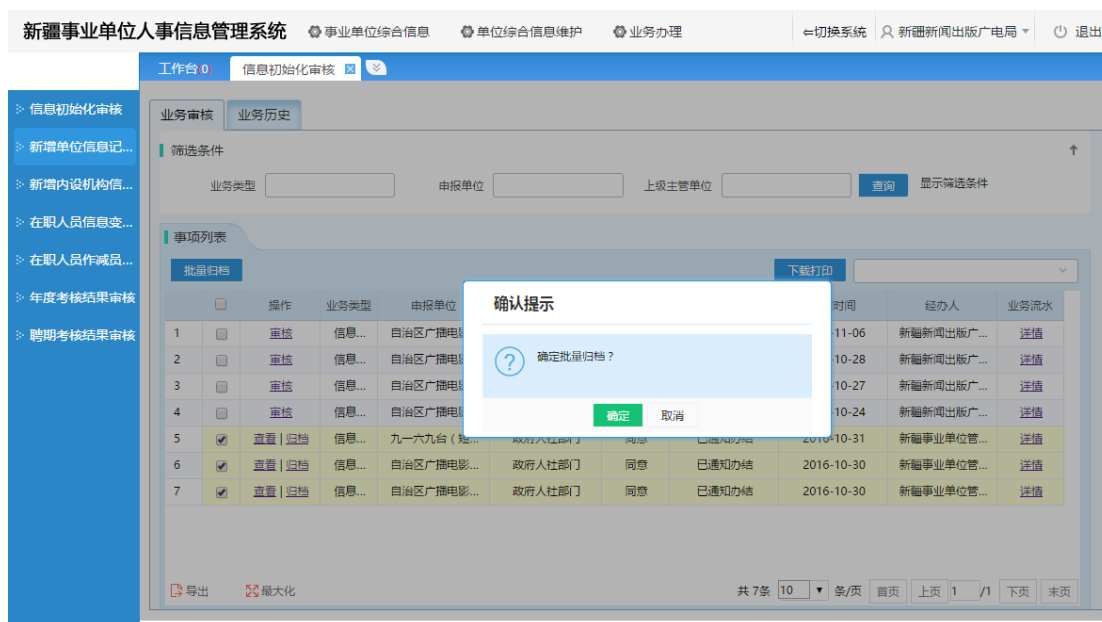 新疆事业单位人事信息管理系统 事业单位综合信息 单位综合信息维护 业务办理 ⇐切换系统 新疆新闻出版广电局 退出
工作台(0) 信息初始化审核
信息初始化审核
新增单位信息记...
新增内设机构信...
在职人员信息变...
在职人员作减员...
年度考核结果审核
聘期考核结果审核
业务审核 业务历史
筛选条件
业务类型 申报单位 上级主管单位 查询 显示筛选条件
事项列表
批量归档 下载打印
操作 业务类型 申报单位 时间 经办人 业务流水
1 审核 信息... 自治区广播电 -11-06 新疆新闻出版广... 详情
2 审核 信息... 自治区广播电 -10-28 新疆新闻出版广... 详情
3 审核 信息... 自治区广播电 -10-27 新疆新闻出版广... 详情
4 审核 信息... 自治区广播电 -10-24 新疆新闻出版广... 详情
5 查看 | 归档 信息... 九一六九台（短... 政府人社部门 同意 已通知办结 2016-10-31 新疆事业单位管... 详情
6 查看 | 归档 信息... 自治区广播电影... 政府人社部门 同意 已通知办结 2016-10-30 新疆事业单位管... 详情
7 查看 | 归档 信息... 自治区广播电影... 政府人社部门 同意 已通知办结 2016-10-30 新疆事业单位管... 详情
确认提示
确定批量归档？
确定 取消
导出 最大化 共 7条 10 条/页 首页 上页 1 /1 下页 末页